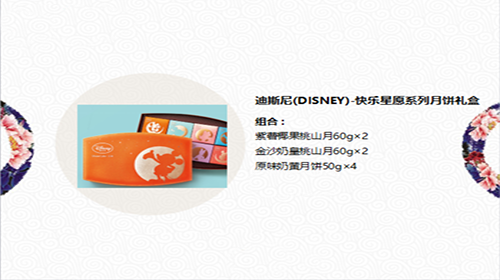 迪斯尼(DISNEY)-快乐星愿系列月饼礼盒
组合：
紫薯椰果桃山月60g×2
金沙奶皇桃山月60g×2
原味奶黄月饼50g×4
Disney